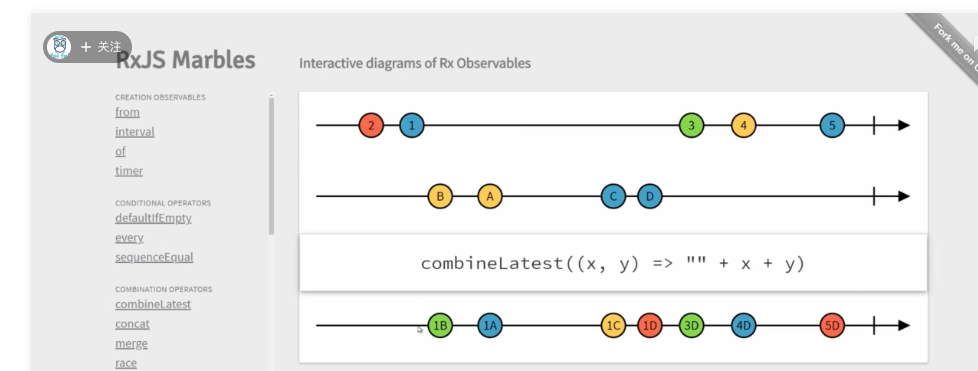 + 关注
RxJS Marbles
Interactive diagrams of Rx Observables
Fork me on
CREATION OBSERVABLES
from
interval
of
timer
CONDITIONAL OPERATORS
defaultIfEmpty
every
sequenceEqual
COMBINATION OPERATORS
combineLatest
concat
merge
race
2 1 3 4 5
B A C D
combineLatest((x, y) => "" + x + y)
1B 1A 1C 1D 3D 4D 5D